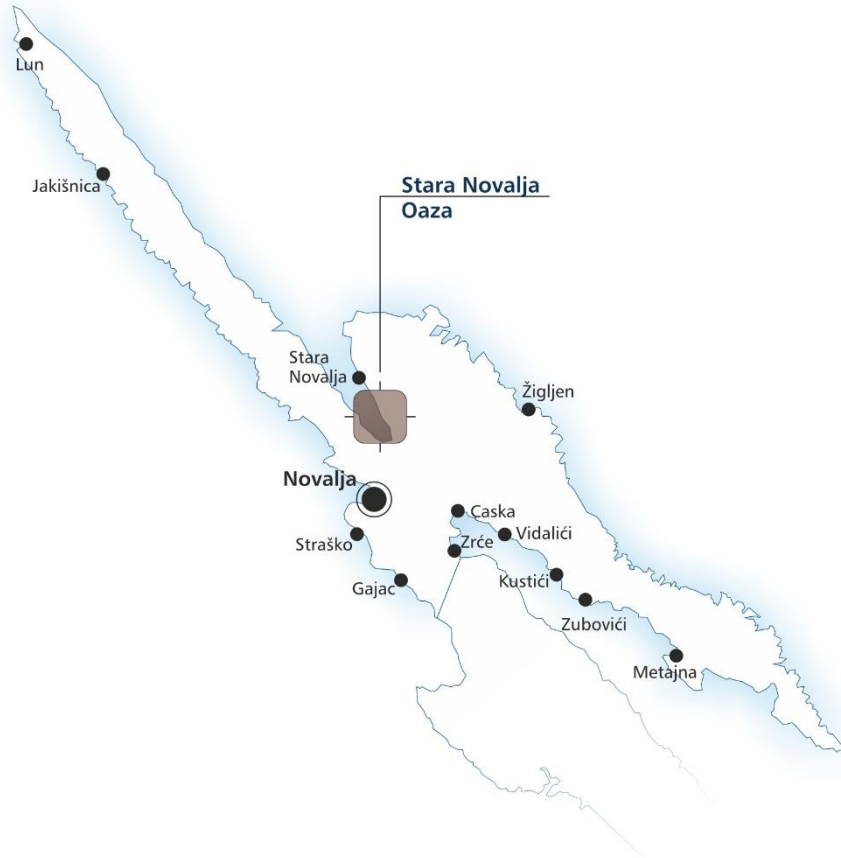 Lun
Jakišnica
Stara Novalja
Oaza
Stara
Novalja
Žigljen
Novalja
Caska
Straško
Zrće
Vidalići
Gajac
Kustići
Zubovići
Metajna